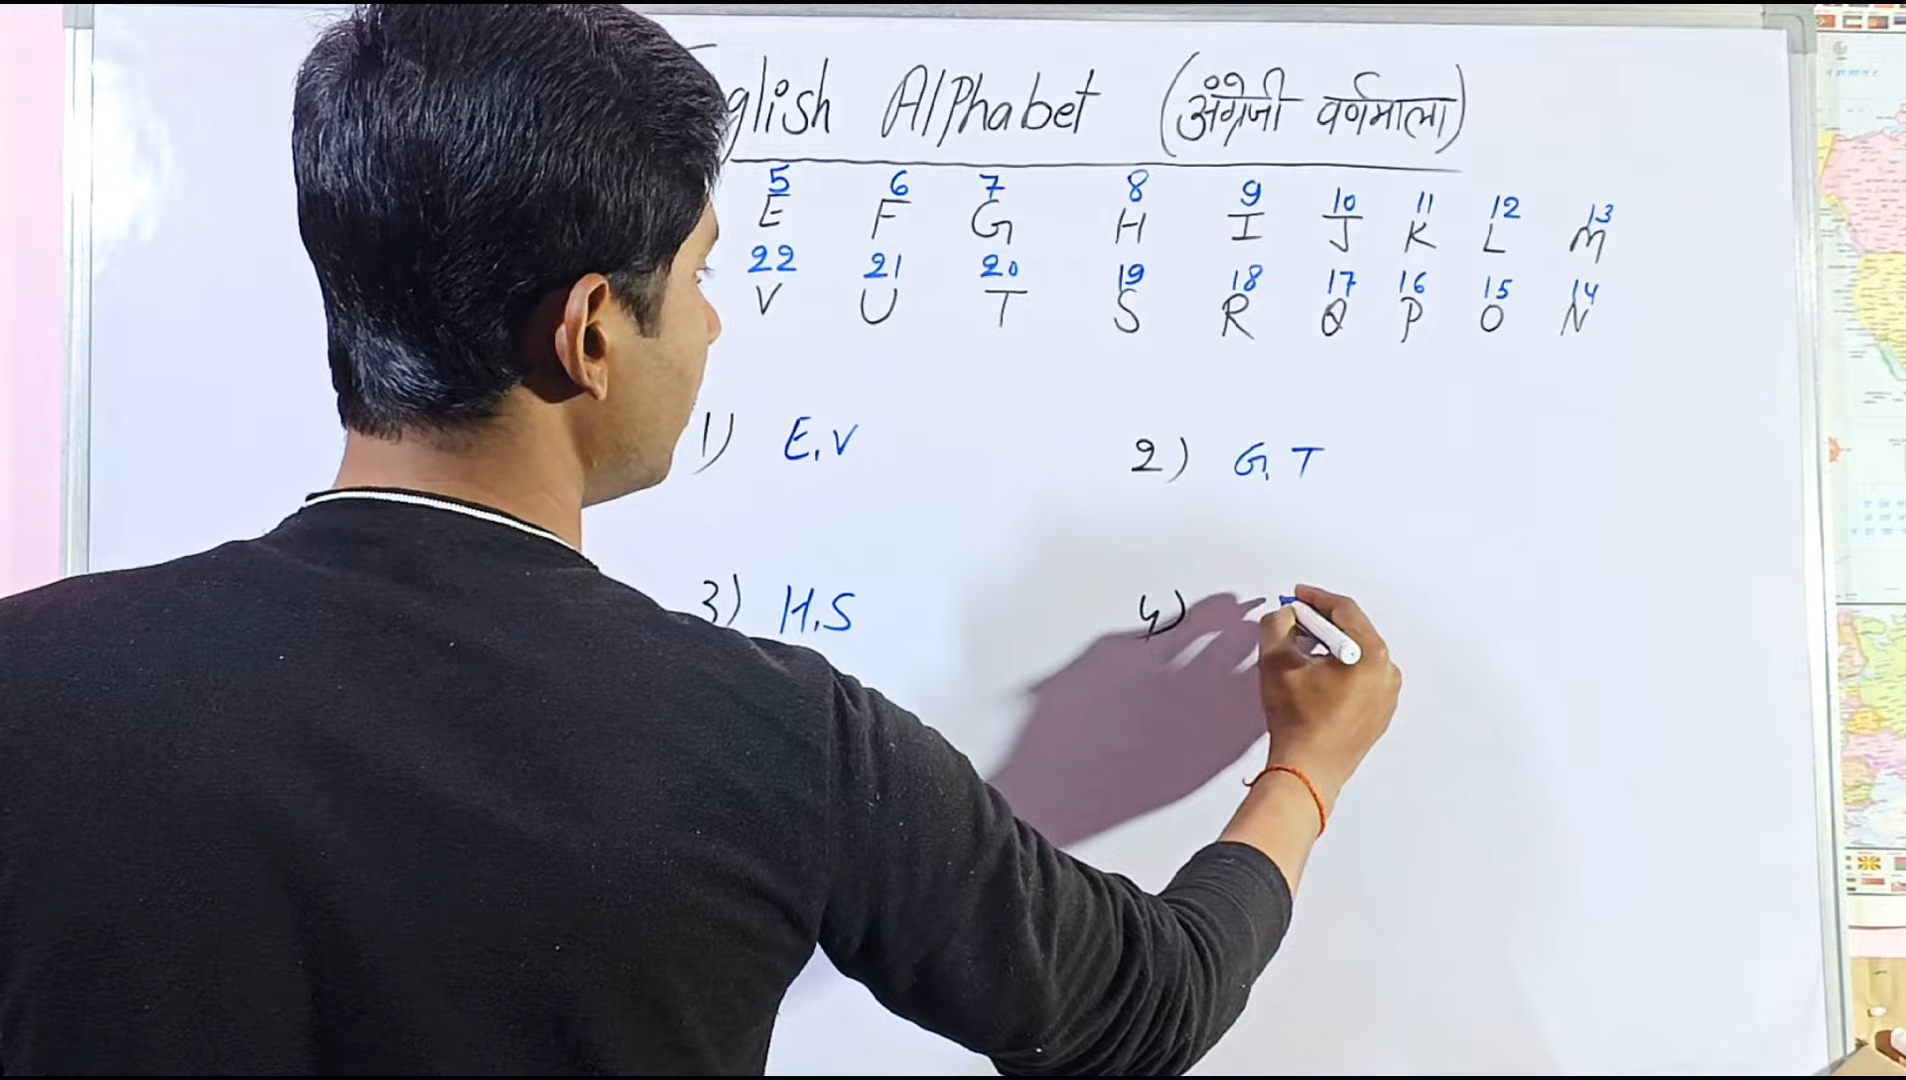 glish Alphabet (अंग्रेजी वर्णमाला)
5 6 7 8 9 10 11 12 13
E F G H I J K L M
22 21 20 19 18 17 16 15 14
V U T S R Q P O N
1) E, V 2) G, T
3) H, S 4)